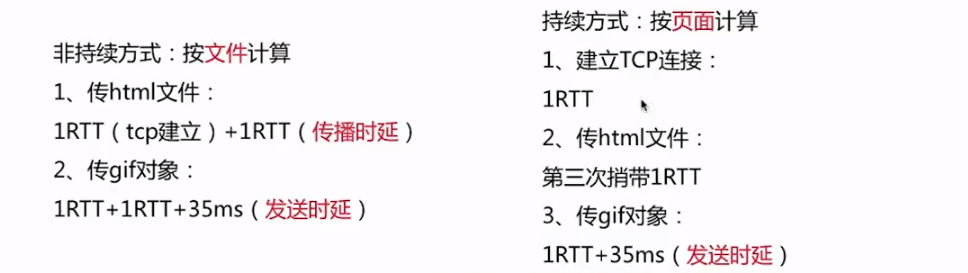 非持续方式：按文件计算
1、传html文件：
1RTT（tcp建立）+1RTT（传播时延）
2、传gif对象：
1RTT+1RTT+35ms（发送时延）
持续方式：按页面计算
1、建立TCP连接：
1RTT
2、传html文件：
第三次捎带1RTT
3、传gif对象：
1RTT+35ms（发送时延）